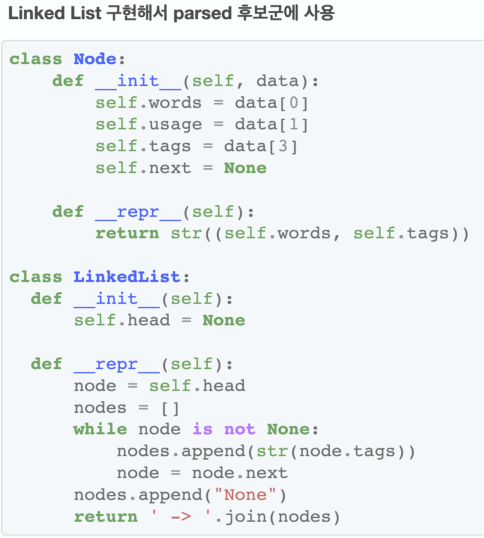 Linked List 구현해서 parsed 후보군에 사용
class Node:
    def __init__(self, data):
        self.words = data[0]
        self.usage = data[1]
        self.tags = data[3]
        self.next = None

    def __repr__(self):
        return str((self.words, self.tags))

class LinkedList:
  def __init__(self):
      self.head = None

  def __repr__(self):
      node = self.head
      nodes = []
      while node is not None:
          nodes.append(str(node.tags))
          node = node.next
      nodes.append("None")
      return ' -> '.join(nodes)